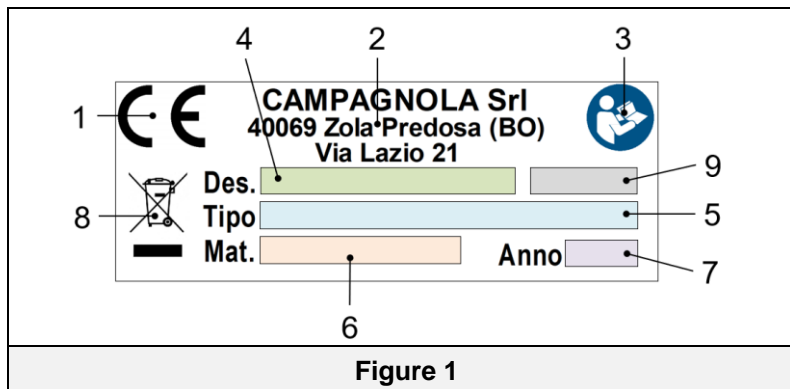 4 2 3
CE CAMPAGNOLA Srl
1 40069 Zola Predosa (BO)
Via Lazio 21
Des. 9
8 Tipo 5
Mat. Anno 7
6
Figure 1